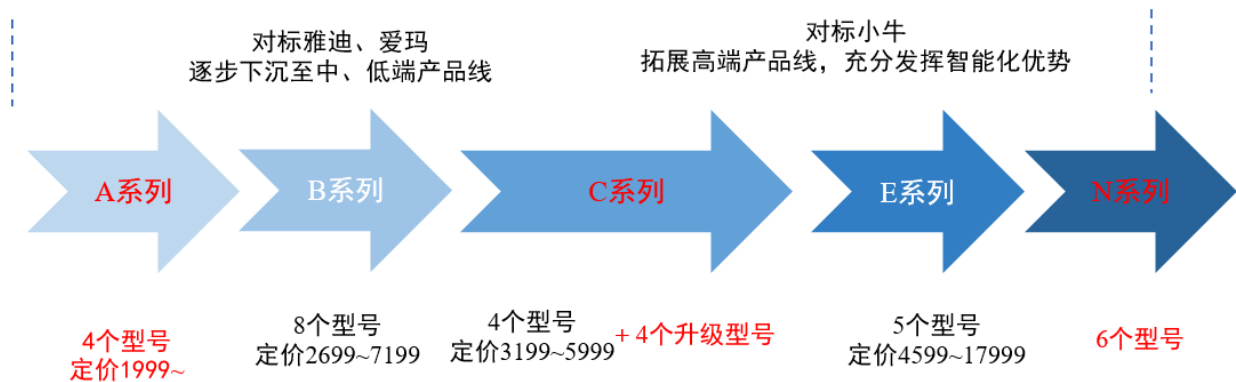 对标雅迪、爱玛
逐步下沉至中、低端产品线
对标小牛
拓展高端产品线，充分发挥智能化优势
A系列
B系列
C系列
E系列
N系列
4个型号
定价1999~
8个型号
定价2699~7199
4个型号
定价3199~5999
+ 4个升级型号
5个型号
定价4599~17999
6个型号